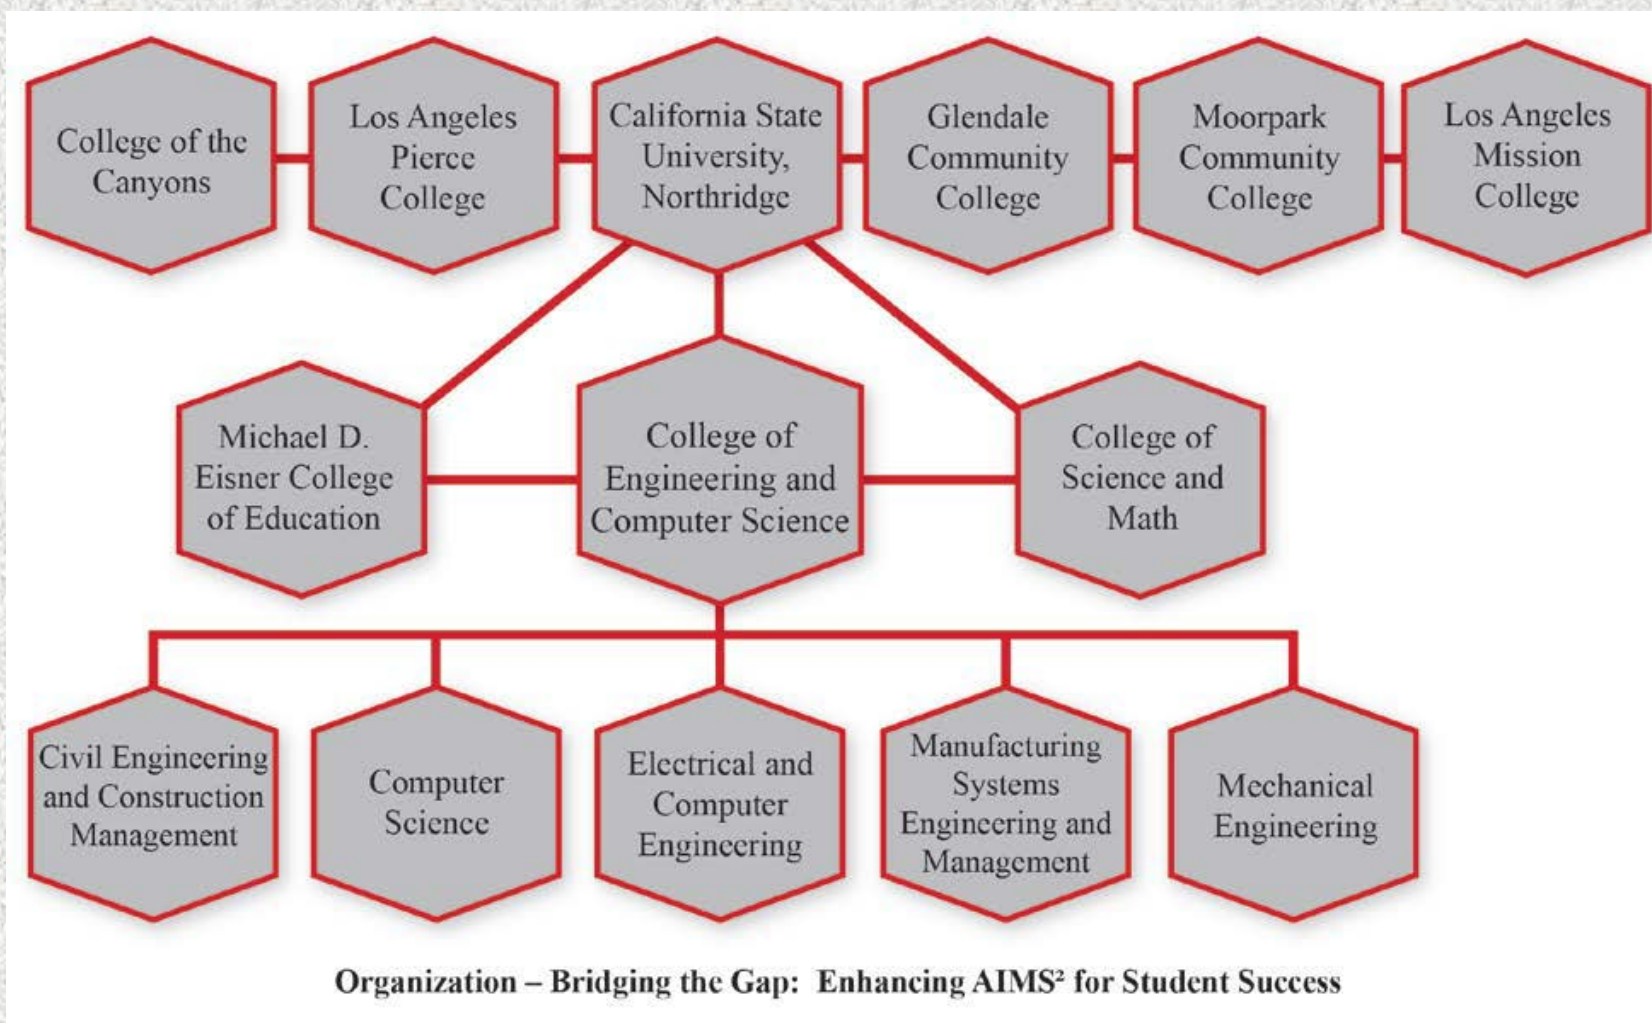 College of the
Canyons
Los Angeles
Pierce
College
California State
University,
Northridge
Glendale
Community
College
Moorpark
Community
College
Los Angeles
Mission
College
Michael D.
Eisner College
of Education
College of
Engineering and
Computer Science
College of
Science and
Math
Civil Engineering
and Construction
Management
Computer
Science
Electrical and
Computer
Engineering
Manufacturing
Systems
Engineering and
Management
Mechanical
Engineering
Organization – Bridging the Gap: Enhancing AIMS² for Student Success